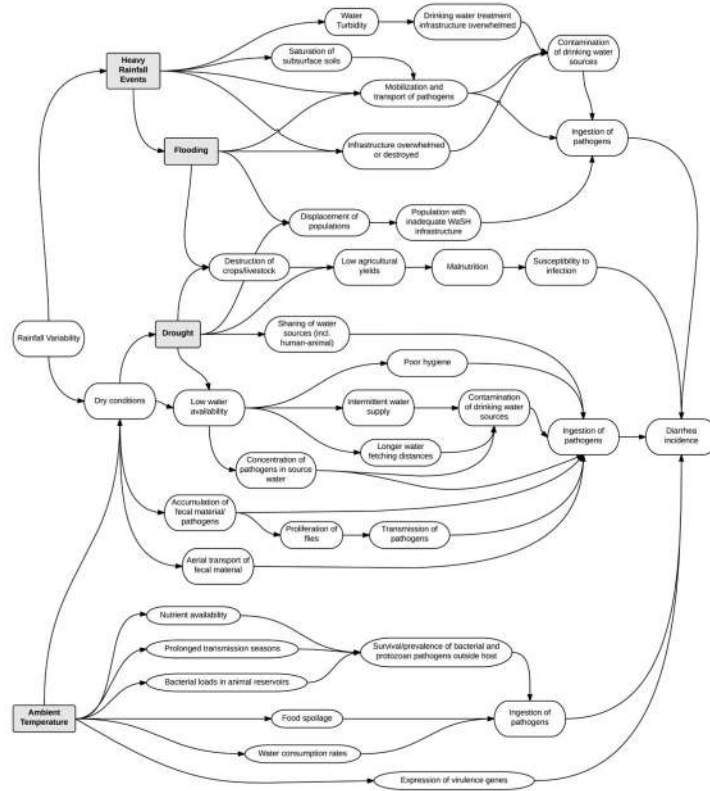 Water
Turbidity
Drinking water treatment
infrastructure overwhelmed
Heavy
Rainfall
Events
Saturation of
subsurface soils
Contamination
of drinking water
sources
Mobilization and
transport of pathogens
Ingestion of
pathogens
Flooding
Infrastructure overwhelmed
or destroyed
Displacement of
populations
Population with
inadequate WaSH
infrastructure
Destruction of
crops/livestock
Low agricultural
yields
Malnutrition
Susceptibility to
infection
Rainfall Variability
Drought
Sharing of water
sources (incl.
human-animal)
Poor hygiene
Dry conditions
Low water
availability
Intermittent water
supply
Contamination
of drinking water
sources
Longer water
fetching distances
Ingestion of
pathogens
Diarrhea
incidence
Concentration of
pathogens in source
water
Accumulation of
fecal material/
pathogens
Proliferation of
flies
Transmission of
pathogens
Aerial transport of
fecal material
Nutrient availability
Prolonged transmission seasons
Survival/prevalence of bacterial and
protozoan pathogens outside host
Bacterial loads in animal reservoirs
Ambient
Temperature
Food spoilage
Ingestion of
pathogens
Water consumption rates
Expression of virulence genes